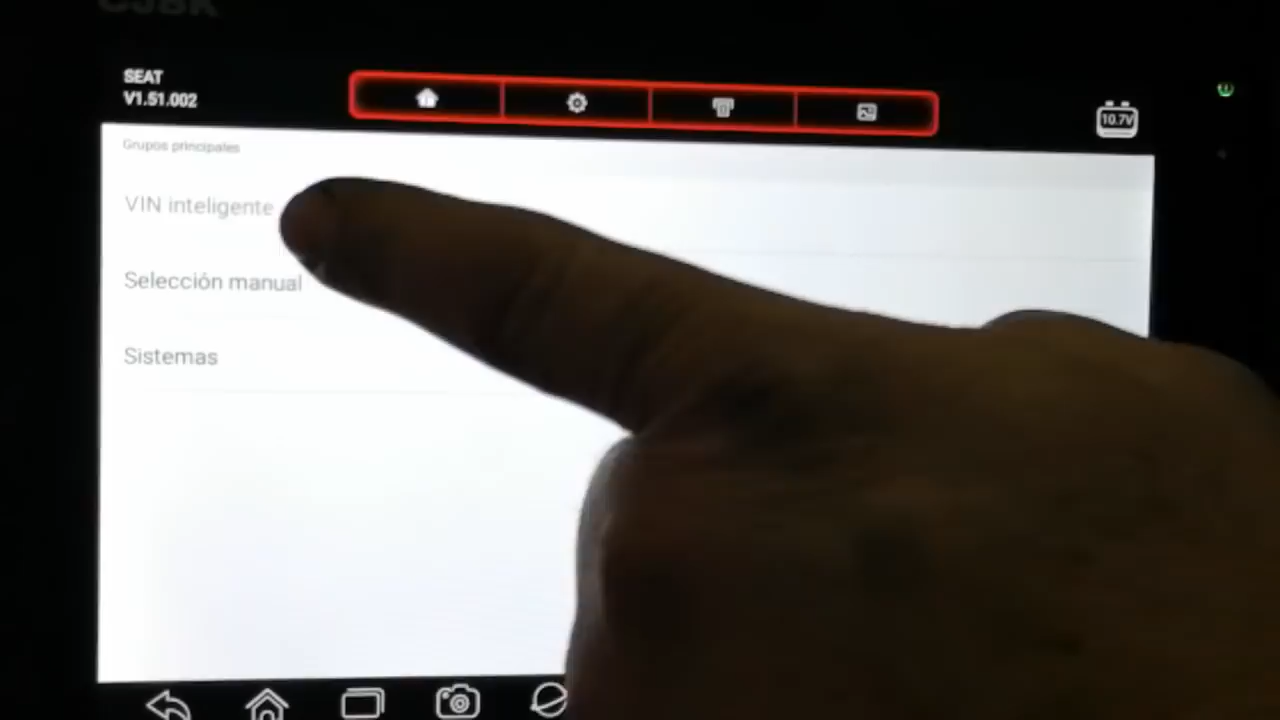 SEAT
V1.51.002
10.7V
Grupos principales
VIN inteligente
Selección manual
Sistemas